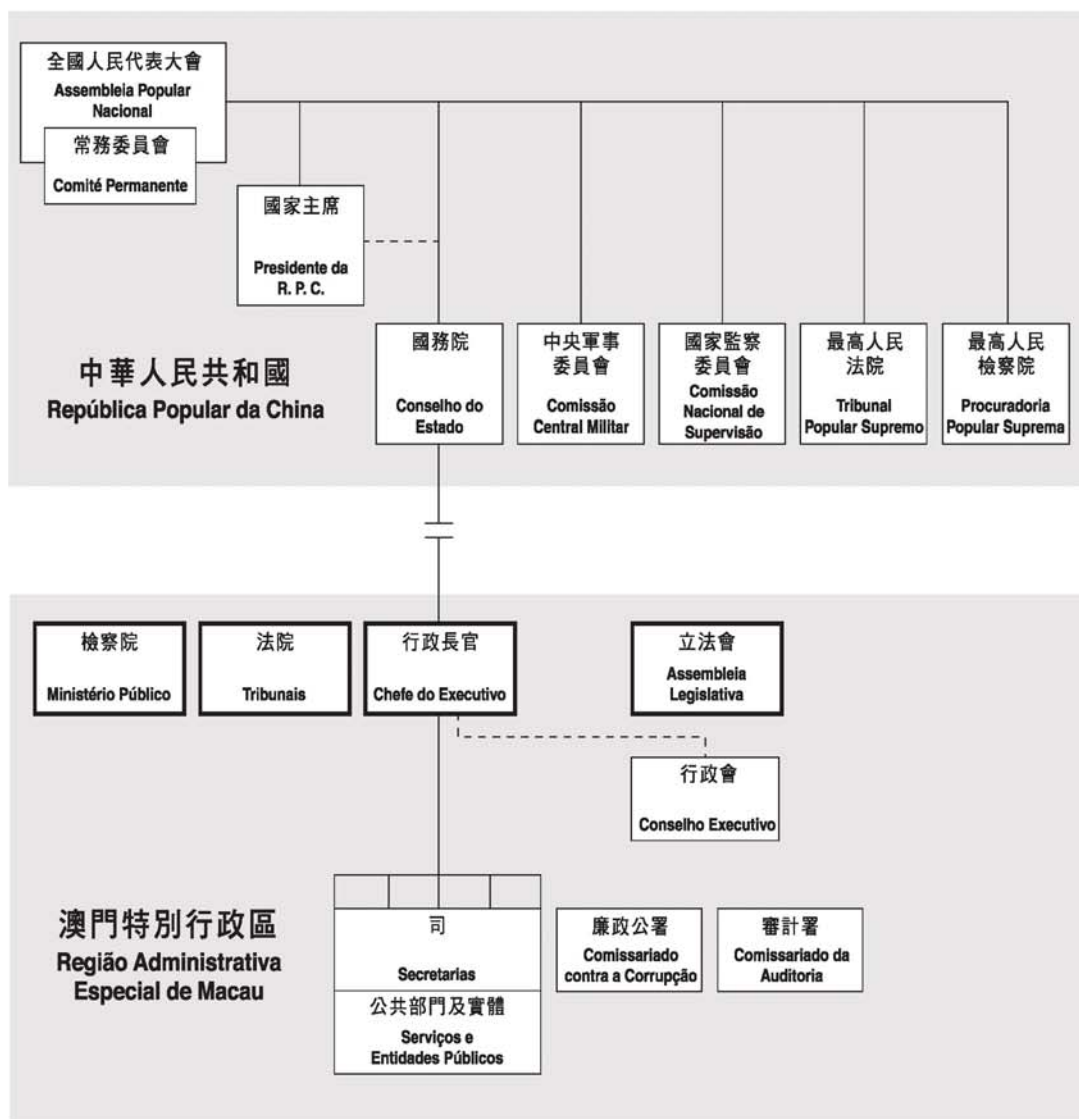 全國人民代表大會
Assembleia Popular
Nacional
常務委員會
Comité Permanente
國家主席
Presidente da
R. P. C.
國務院
Conselho do
Estado
中央軍事
委員會
Comissão
Central Militar
國家監察
委員會
Comissão
Nacional de
Supervisão
最高人民
法院
Tribunal
Popular Supremo
最高人民
檢察院
Procuradoria
Popular Suprema
中華人民共和國
República Popular da China
檢察院
Ministério Público
法院
Tribunais
行政長官
Chefe do Executivo
立法會
Assembleia
Legislativa
行政會
Conselho Executivo
澳門特別行政區
Região Administrativa
Especial de Macau
司
Secretarias
公共部門及實體
Serviços e
Entidades Públicos
廉政公署
Comissariado
contra a Corrupção
審計署
Comissariado da
Auditoria